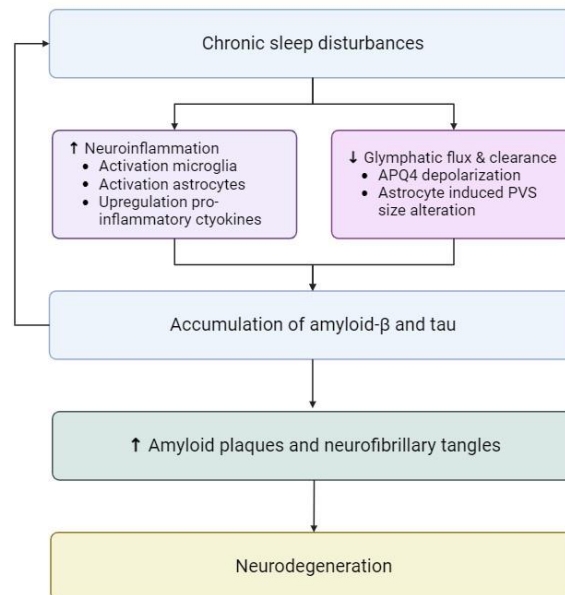 Chronic sleep disturbances
↑ Neuroinflammation
• Activation microglia
• Activation astrocytes
• Upregulation pro-
inflammatory ctyokines
↓ Glymphatic flux & clearance
• APQ4 depolarization
• Astrocyte induced PVS
size alteration
Accumulation of amyloid-β and tau
↑ Amyloid plaques and neurofibrillary tangles
Neurodegeneration